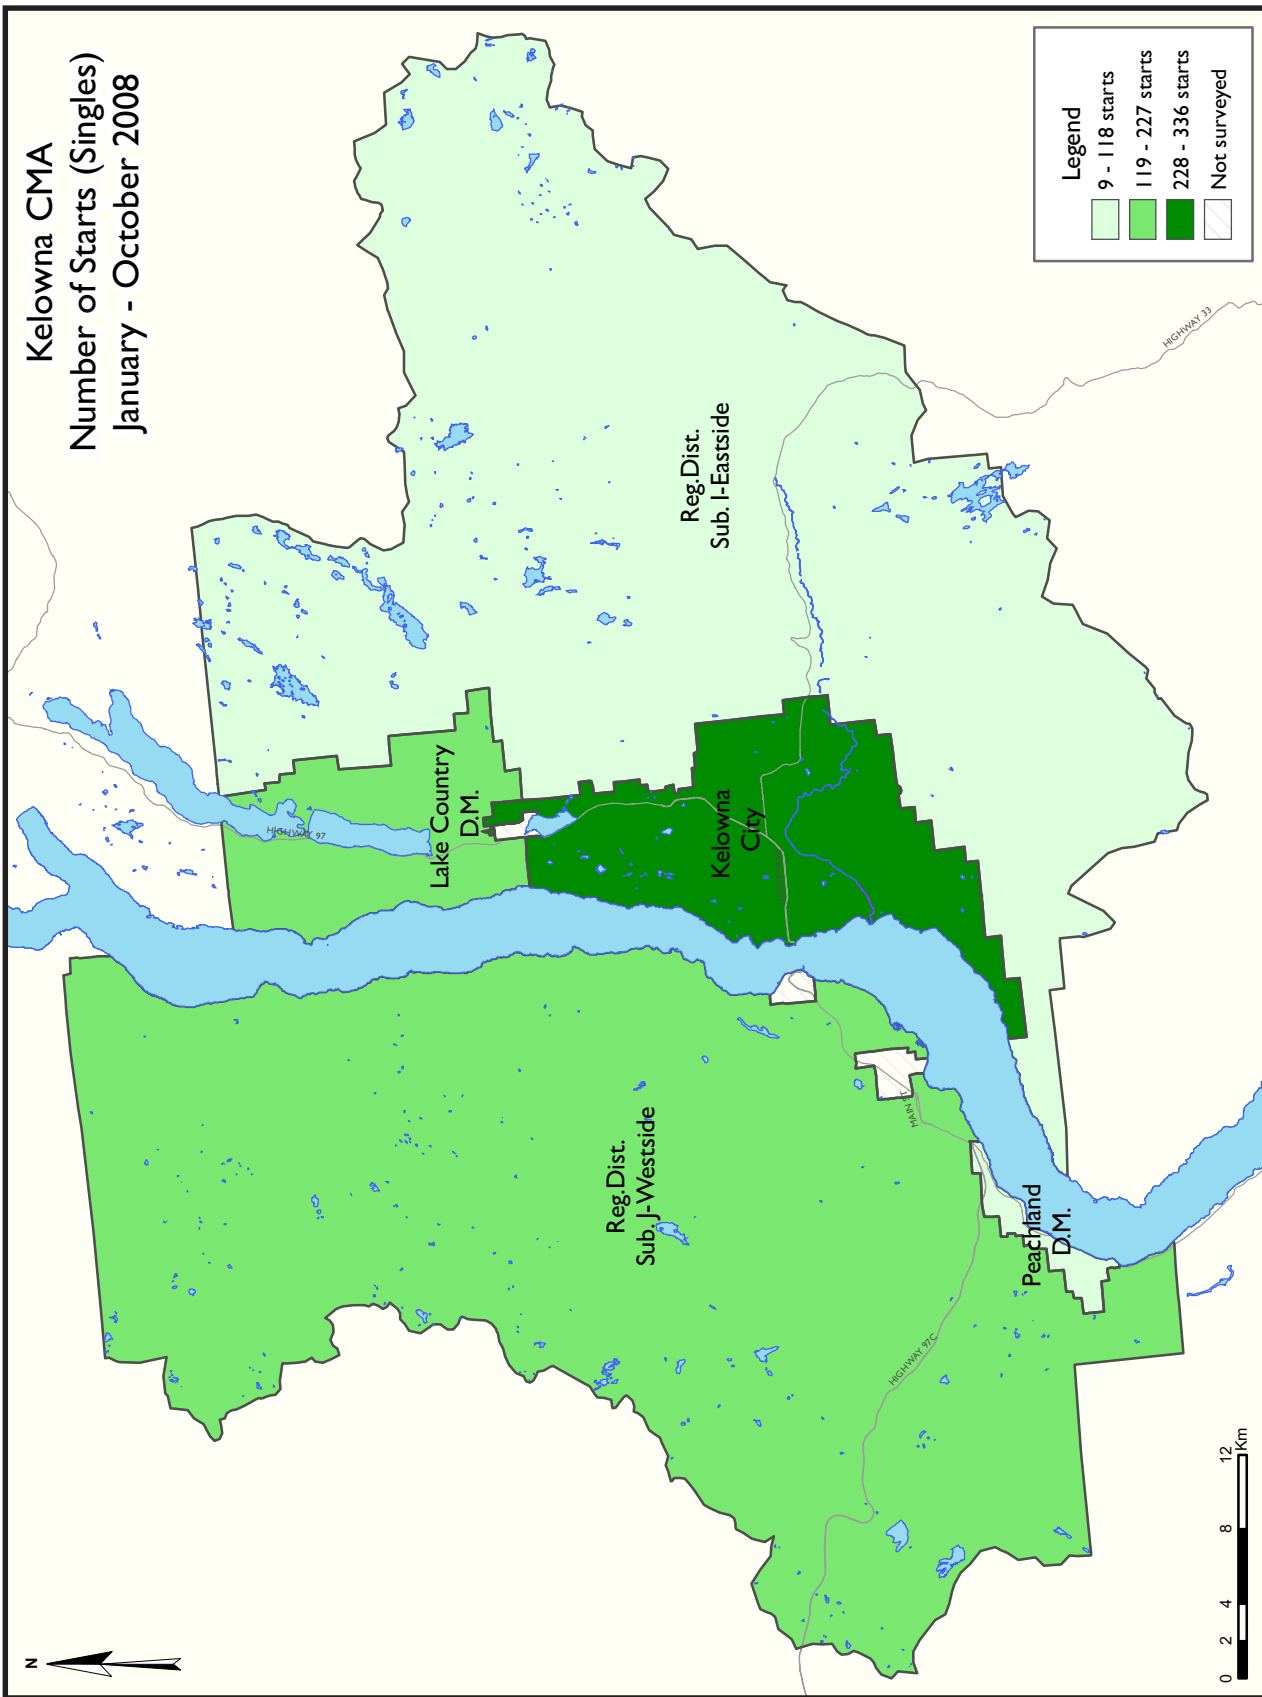 Kelowna CMA
Number of Starts (Singles)
January - October 2008
N
HIGHWAY 97
Lake Country
D.M.
Kelowna
City
Reg.Dist.
Sub. I-Eastside
HIGHWAY 33
Reg.Dist.
Sub. J-Westside
MAIN ST
Peachland
D.M.
HIGHWAY 97C
Legend
9 - 118 starts
119 - 227 starts
228 - 336 starts
Not surveyed
0 2 4 8 12
Km